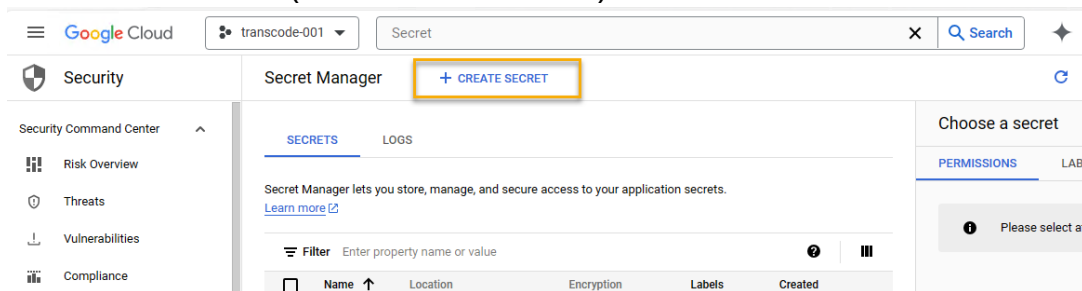 Google Cloud transcode-001 Secret Search
Security Secret Manager + CREATE SECRET
Security Command Center
Risk Overview
Threats
Vulnerabilities
Compliance
SECRETS LOGS
Secret Manager lets you store, manage, and secure access to your application secrets.
Learn more
Filter Enter property name or value
Name Location Encryption Labels Created
Choose a secret
PERMISSIONS LAB
Please select a